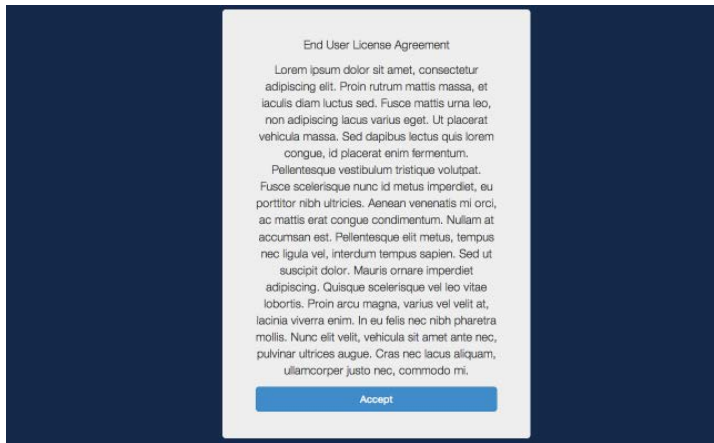 End User License Agreement
Lorem ipsum dolor sit amet, consectetur
adipiscing elit. Proin rutrum mattis massa, et
iaculis diam luctus sed. Fusce mattis urna leo,
non adipiscing lacus varius eget. Ut placerat
vehicula massa. Sed dapibus lectus quis lorem
congue, id placerat enim fermentum.
Pellentesque vestibulum tristique volutpat.
Fusce scelerisque nunc id metus imperdiet, eu
porttitor nibh ultricies. Aenean venenatis mi orci,
ac mattis erat congue condimentum. Nullam at
accumsan est. Pellentesque elit metus, tempus
nec ligula vel, interdum tempus sapien. Sed ut
suscipit dolor. Mauris ornare imperdiet
adipiscing. Quisque scelerisque vel leo vitae
lobortis. Proin arcu magna, varius vel velit at,
lacinia viverra enim. In eu felis nec nibh pharetra
mollis. Nunc elit velit, vehicula sit amet ante nec,
pulvinar ultrices augue. Cras nec lacus aliquam,
ullamcorper justo nec, commodo mi.
Accept